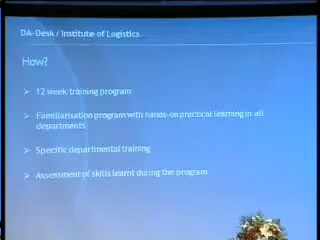 DA-Desk / Institute of Logistics
How?
➢ 12 week training program
➢ Familiarisation program with hands-on practical learning in all
departments
➢ Specific departmental training
➢ Assessment of skills learnt during the program